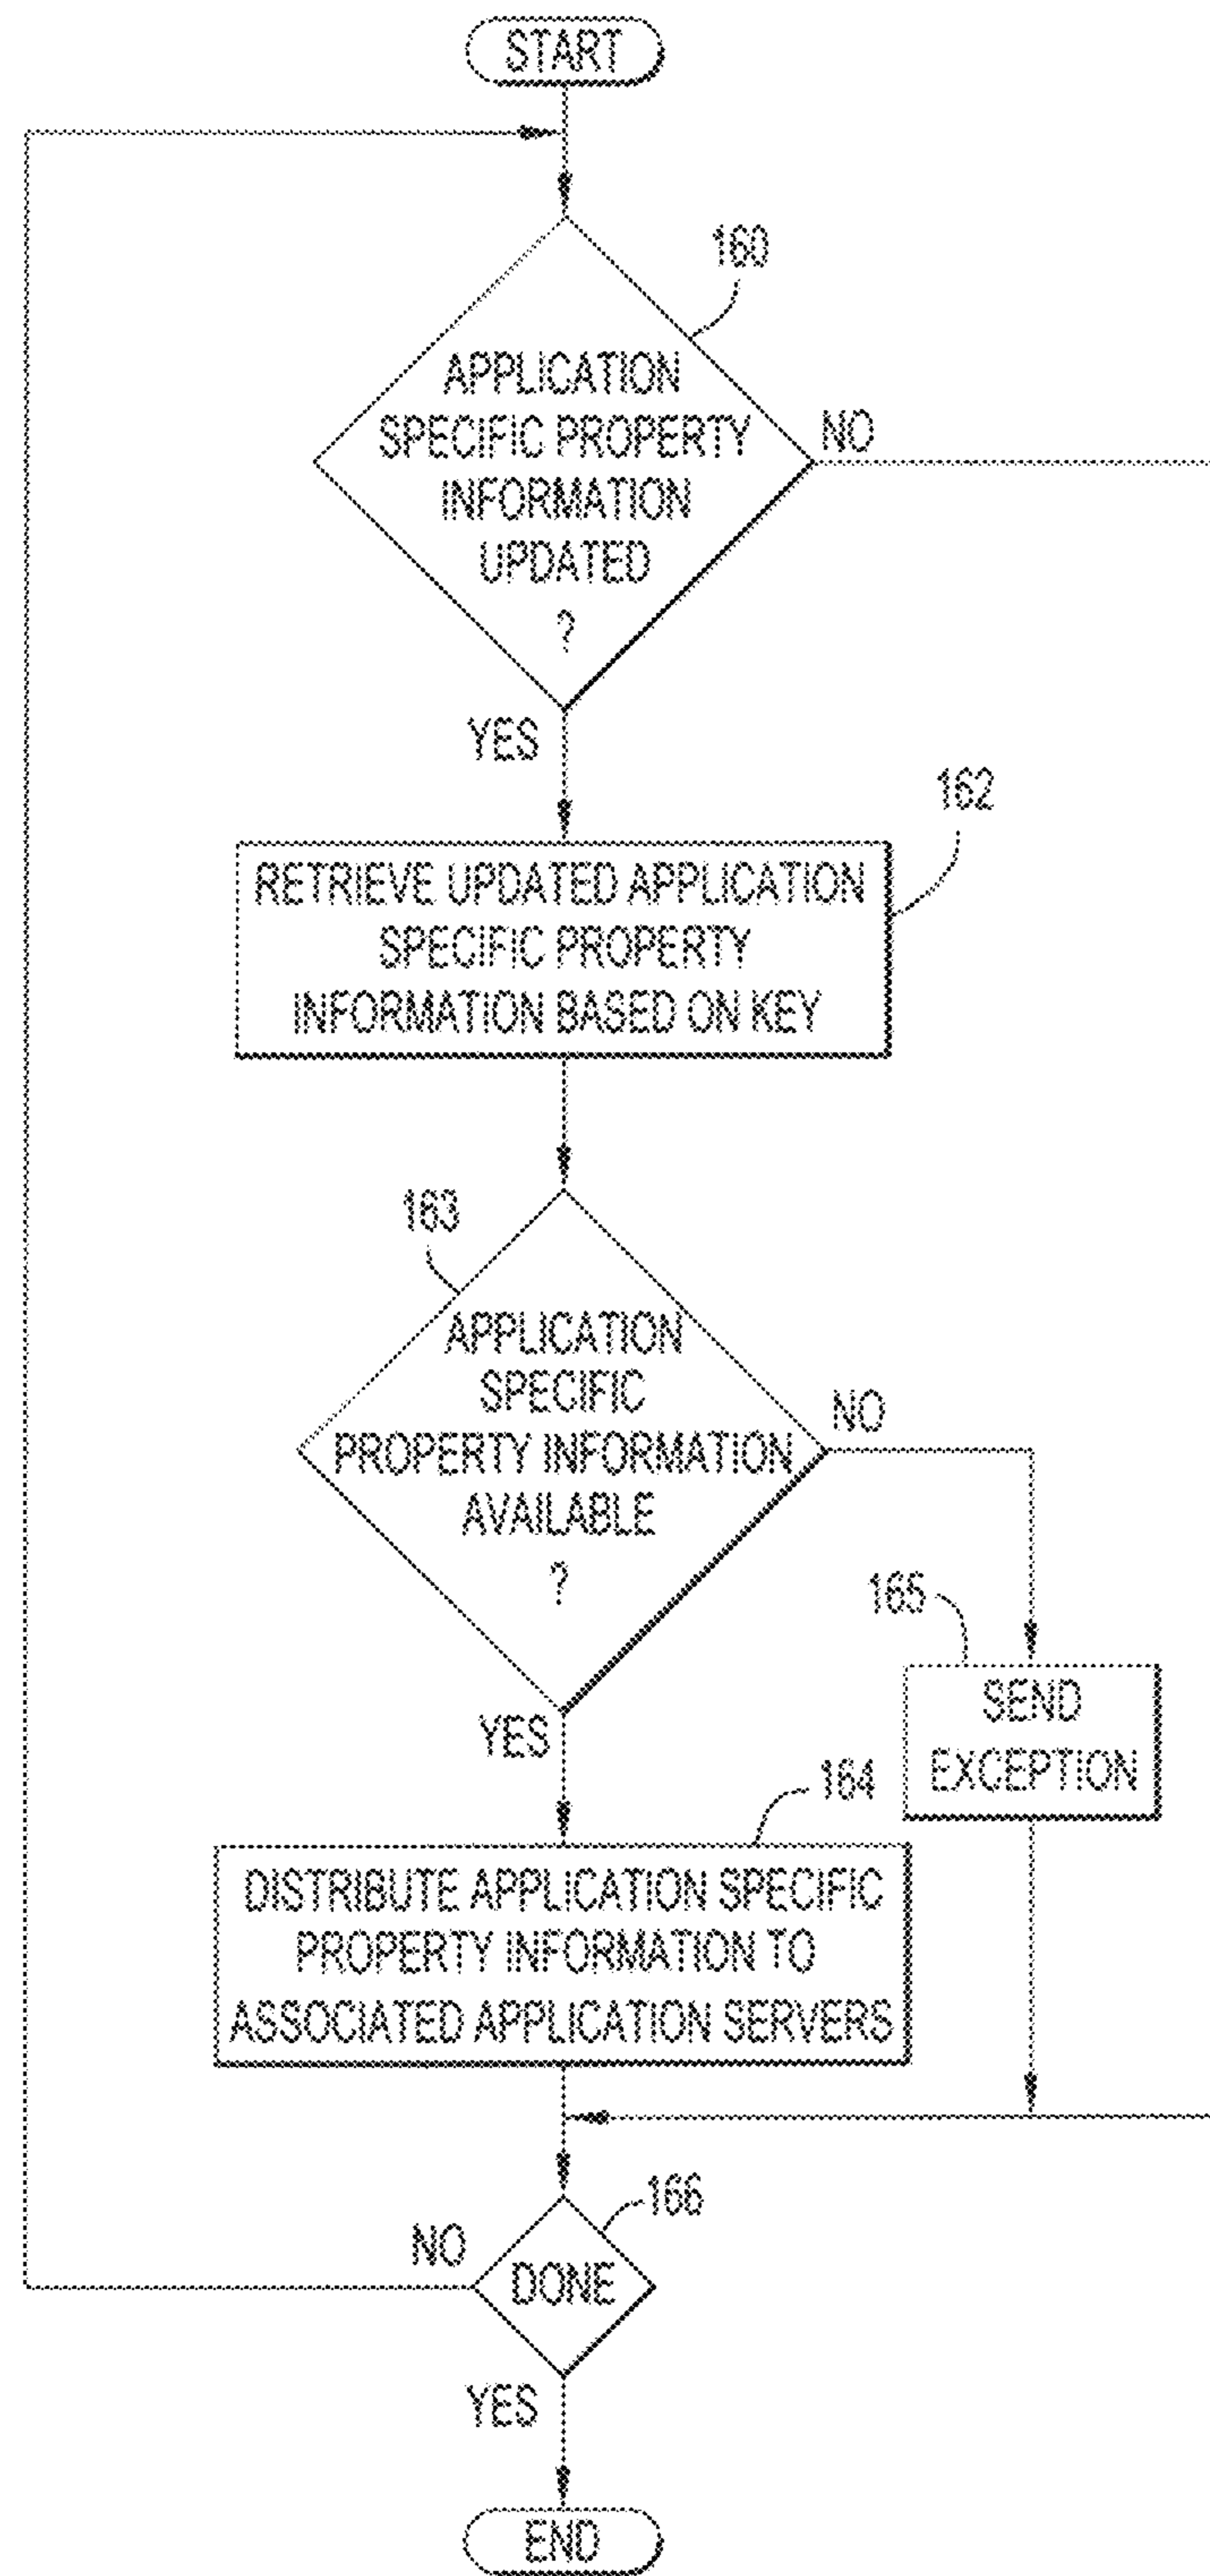 START
160
APPLICATION
SPECIFIC PROPERTY
INFORMATION
UPDATED
?
NO
YES
162
RETRIEVE UPDATED APPLICATION
SPECIFIC PROPERTY
INFORMATION BASED ON KEY
163
APPLICATION
SPECIFIC
PROPERTY INFORMATION
AVAILABLE
?
NO
YES
165
SEND
EXCEPTION
164
DISTRIBUTE APPLICATION SPECIFIC
PROPERTY INFORMATION TO
ASSOCIATED APPLICATION SERVERS
166
NO
DONE
YES
END